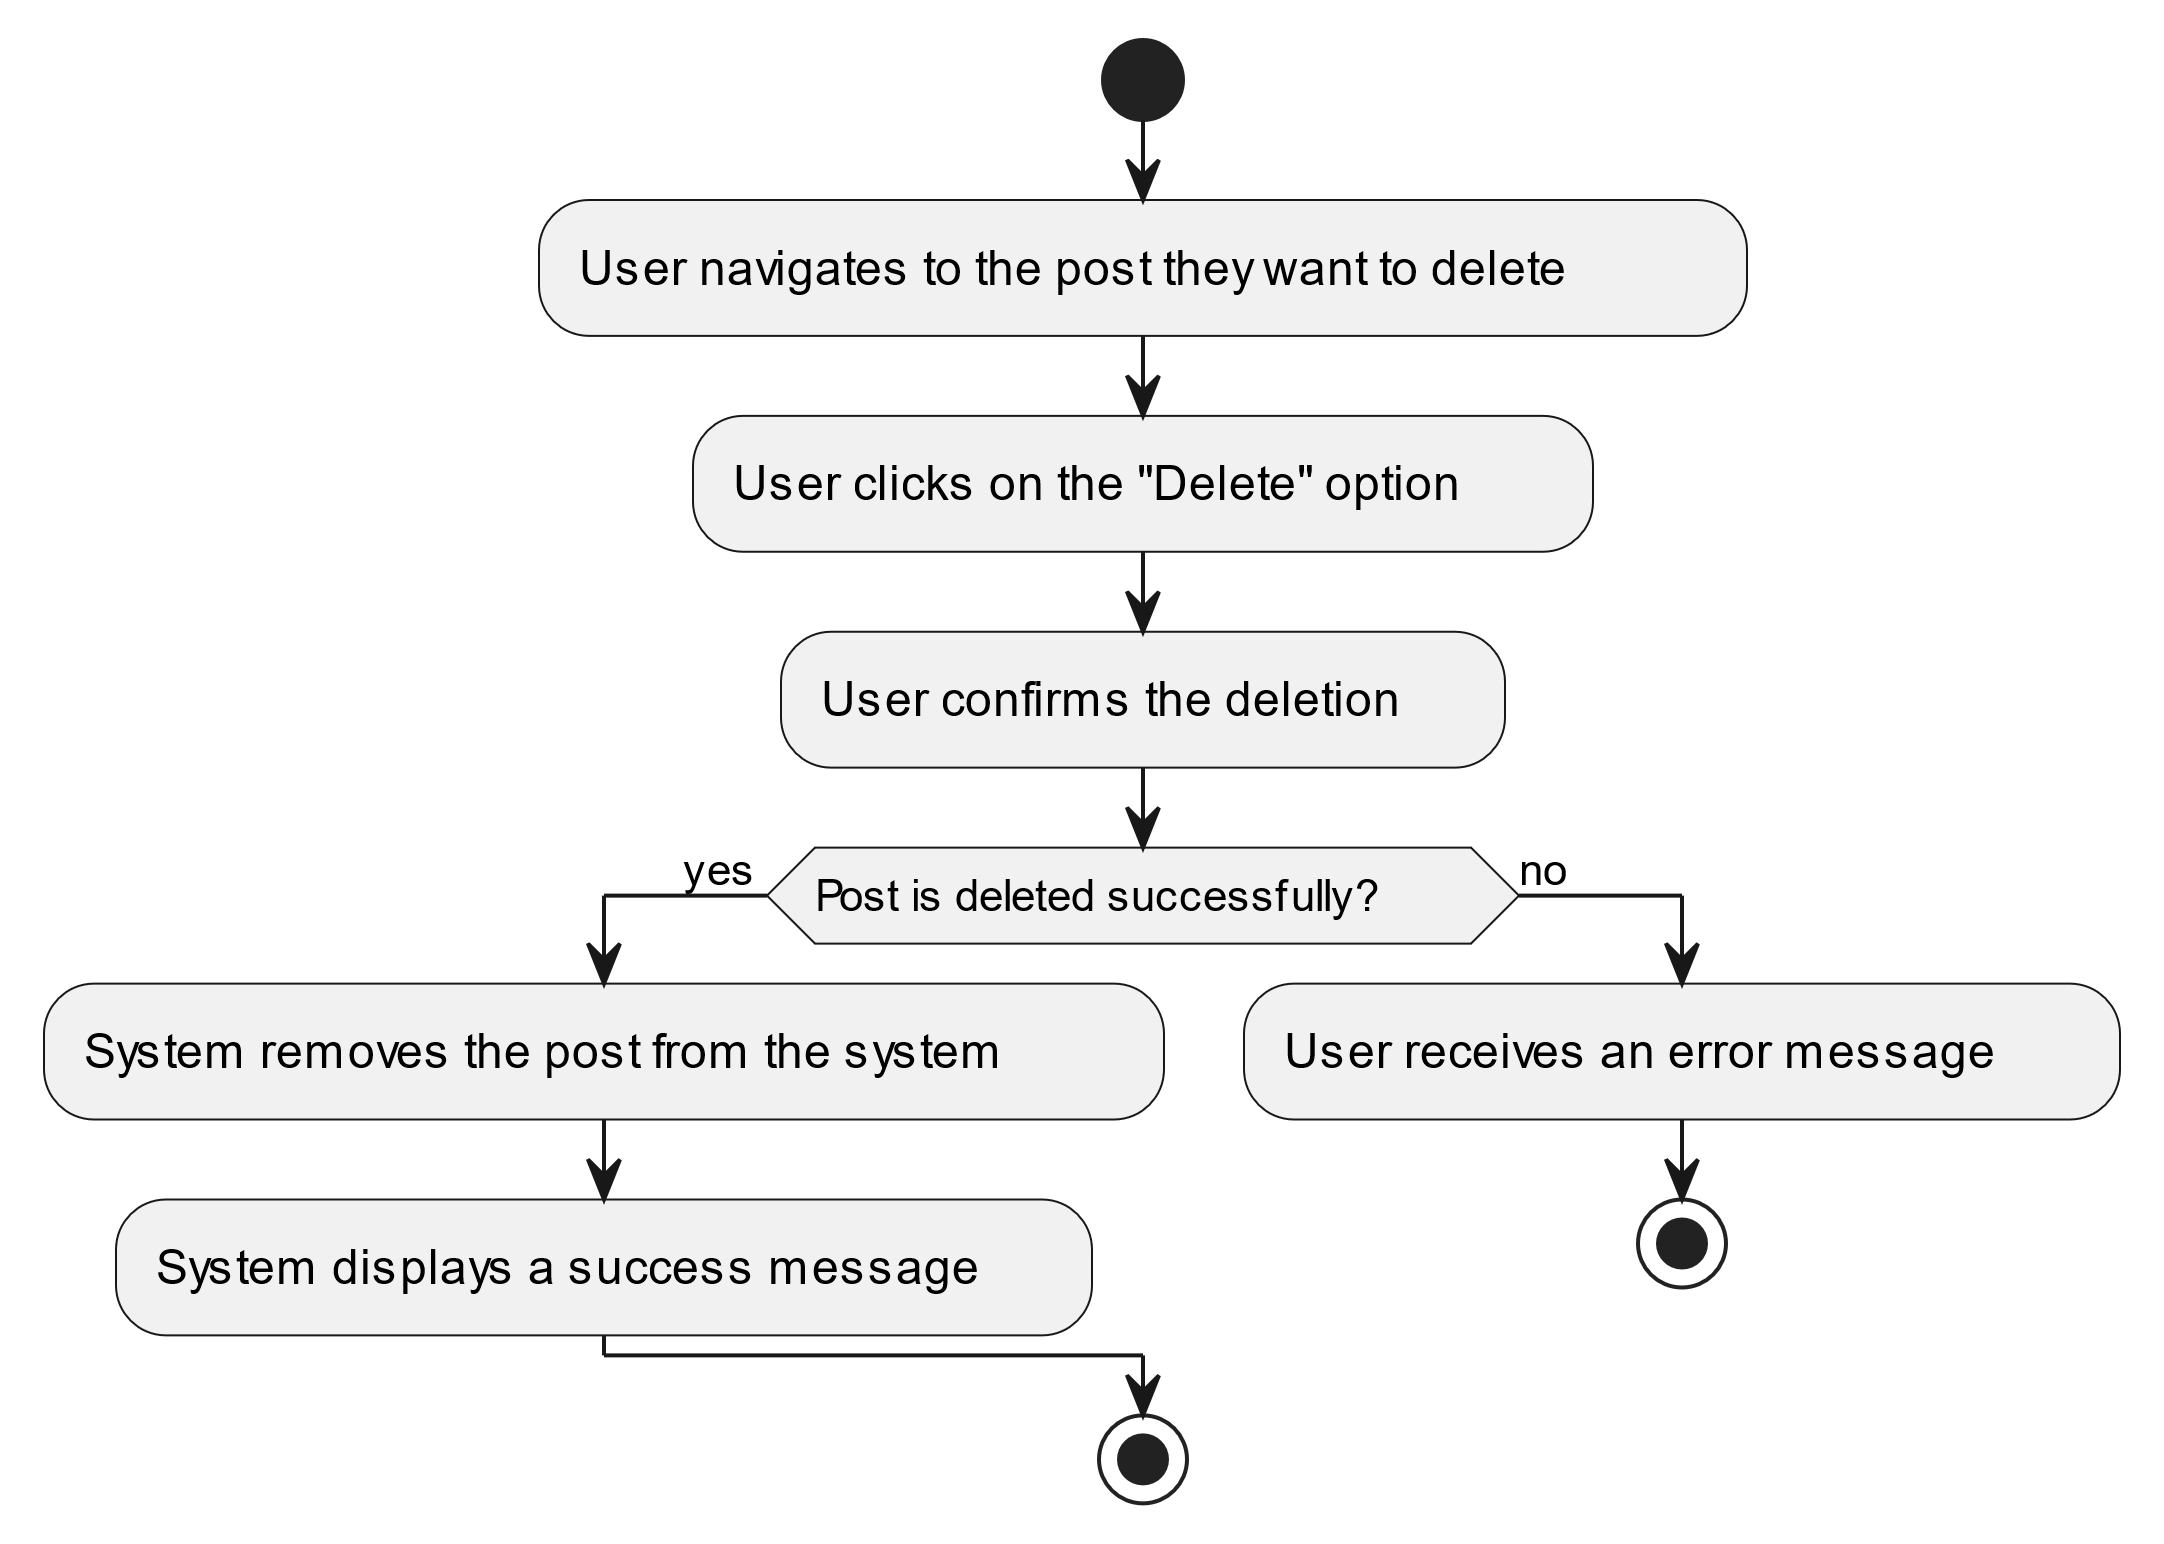 User navigates to the post they want to delete
User clicks on the "Delete" option
User confirms the deletion
yes
Post is deleted successfully?
no
System removes the post from the system
User receives an error message
System displays a success message